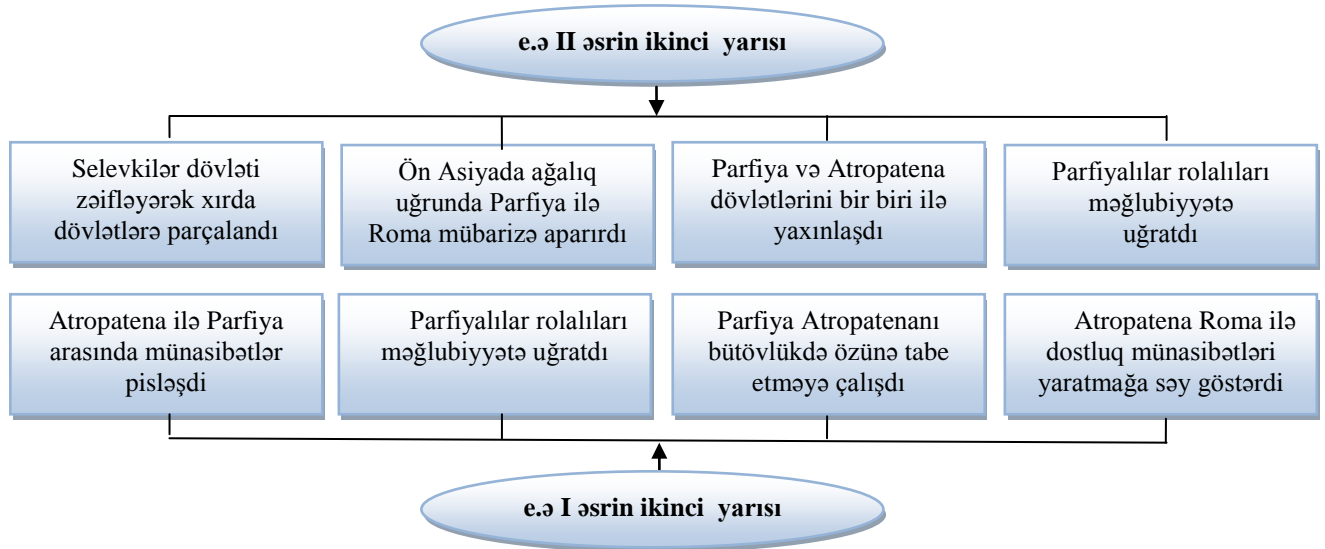 e.ə II əsrin ikinci yarısı
Selevkilər dövləti
zəifləyərək xırda
dövlətlərə parçalandı
Ön Asiyada ağalıq
uğrunda Parfiya ilə
Roma mübarizə aparırdı
Parfiya və Atropatena
dövlətlərini bir biri ilə
yaxınlaşdı
Parfiyalılar rolalıları
məğlubiyyətə
uğratdı
Atropatena ilə Parfiya
arasında münasibətlər
pisləşdi
Parfiyalılar rolalıları
məğlubiyyətə uğratdı
Parfiya Atropatenanı
bütövlükdə özünə tabe
etməyə çalışdı
Atropatena Roma ilə
dostluq münasibətləri
yaratmağa səy göstərdi
e.ə I əsrin ikinci yarısı